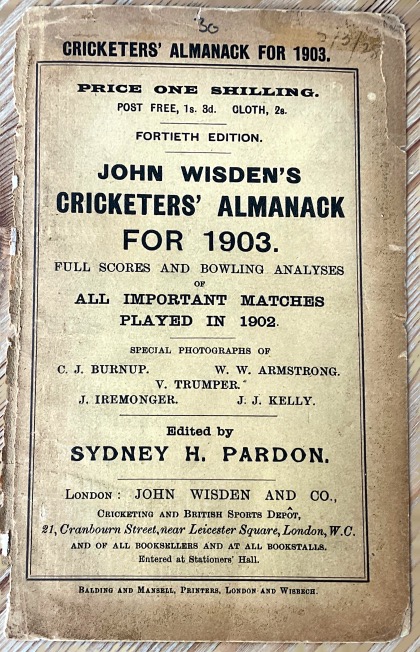 30
CRICKETERS' ALMANACK FOR 1903.
PRICE ONE SHILLING.
POST FREE, 1s. 3d. CLOTH, 2s.
FORTIETH EDITION.
JOHN WISDEN'S
CRICKETERS' ALMANACK
FOR 1903.
FULL SCORES AND BOWLING ANALYSES
OF
ALL IMPORTANT MATCHES
PLAYED IN 1902.
SPECIAL PHOTOGRAPHS OF
C. J. BURNUP. W. W. ARMSTRONG.
V. TRUMPER.
J. IREMONGER. J. J. KELLY.
Edited by
SYDNEY H. PARDON.
LONDON: JOHN WISDEN AND CO.,
CRICKETING AND BRITISH SPORTS DEPÔT,
21, Cranbourn Street, near Leicester Square, London, W.C.
AND OF ALL BOOKSELLERS AND AT ALL BOOKSTALLS.
Entered at Stationers' Hall.
BALDING AND MANSELL, PRINTERS, LONDON AND WISBECH.